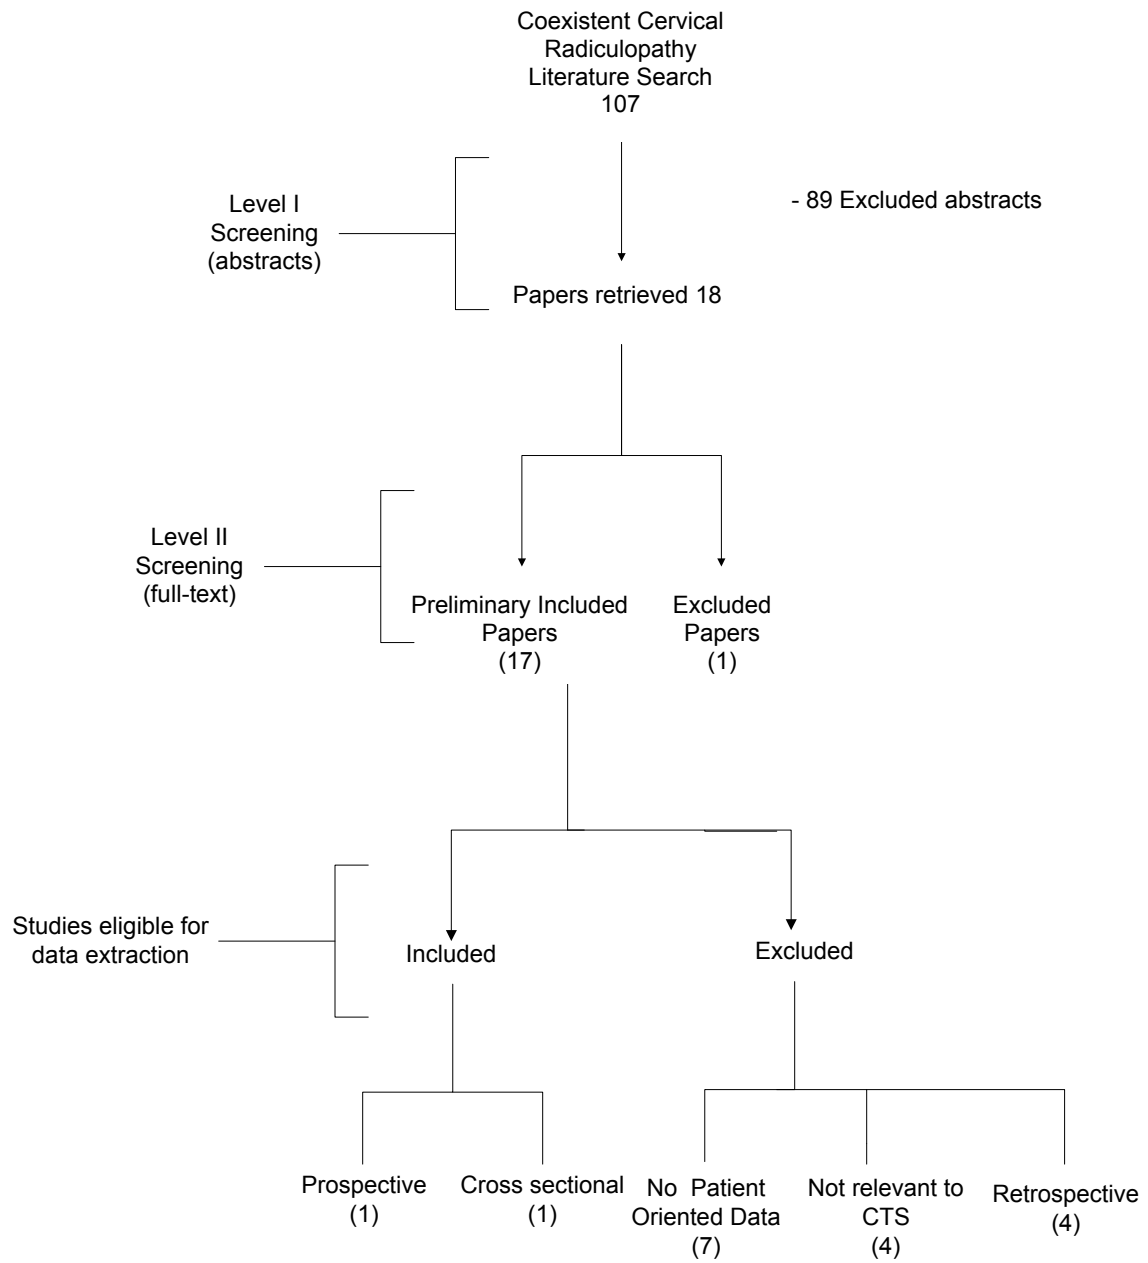 Coexistent Cervical
Radiculopathy
Literature Search
107
Level I
Screening
(abstracts)
- 89 Excluded abstracts
Papers retrieved 18
Level II
Screening
(full-text)
Preliminary Included
Papers
(17)
Excluded
Papers
(1)
Studies eligible for
data extraction
Included
Excluded
Prospective
(1)
Cross sectional
(1)
No Patient
Oriented Data
(7)
Not relevant to
CTS
(4)
Retrospective
(4)